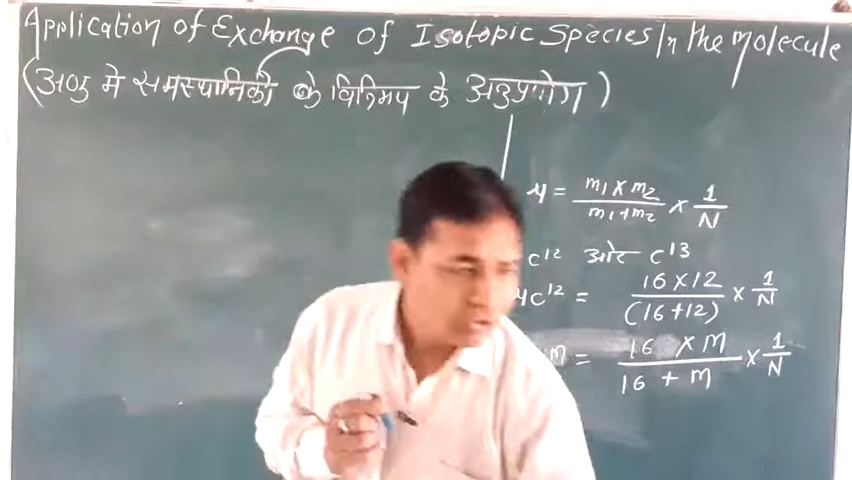 Application of Exchange of Isotopic Species In the molecule
(अणु मे समस्थानिको के विनिमय के अनुप्रयोग)
μ = m1 × m2 / m1 + m2 × 1/N
C¹² और C¹³
μC¹² = 16 × 12 / (16 + 12) × 1/N
m = 16 × m / 16 + m × 1/N